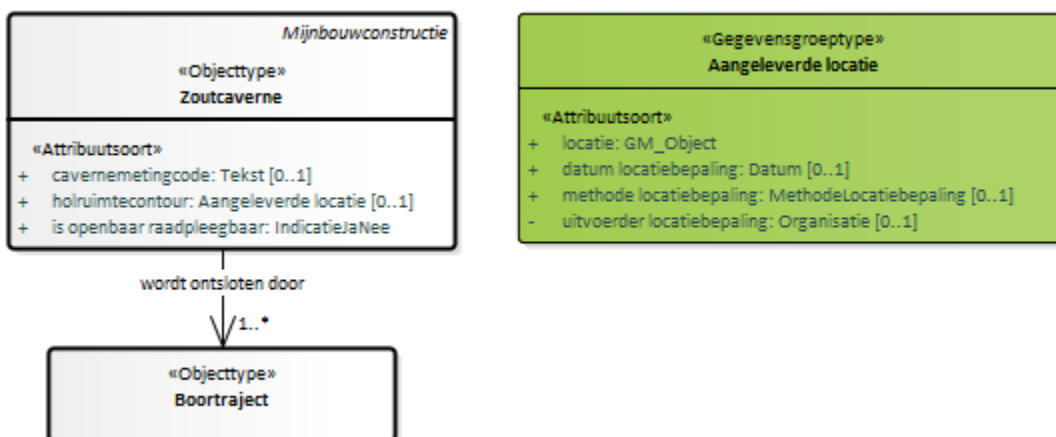 Mijnbouwconstructie
«Objecttype»
Zoutcaverne
«Attribuutsoort»
+ cavernemetingcode: Tekst [0..1]
+ holruimtecontour: Aangeleverde locatie [0..1]
+ is openbaar raadpleegbaar: IndicatieJaNee
wordt ontsloten door
1..*
«Objecttype»
Boortraject
«Gegevensgroeptype»
Aangeleverde locatie
«Attribuutsoort»
+ locatie: GM_Object
+ datum locatiebepaling: Datum [0..1]
+ methode locatiebepaling: MethodeLocatiebepaling [0..1]
- uitvoerder locatiebepaling: Organisatie [0..1]